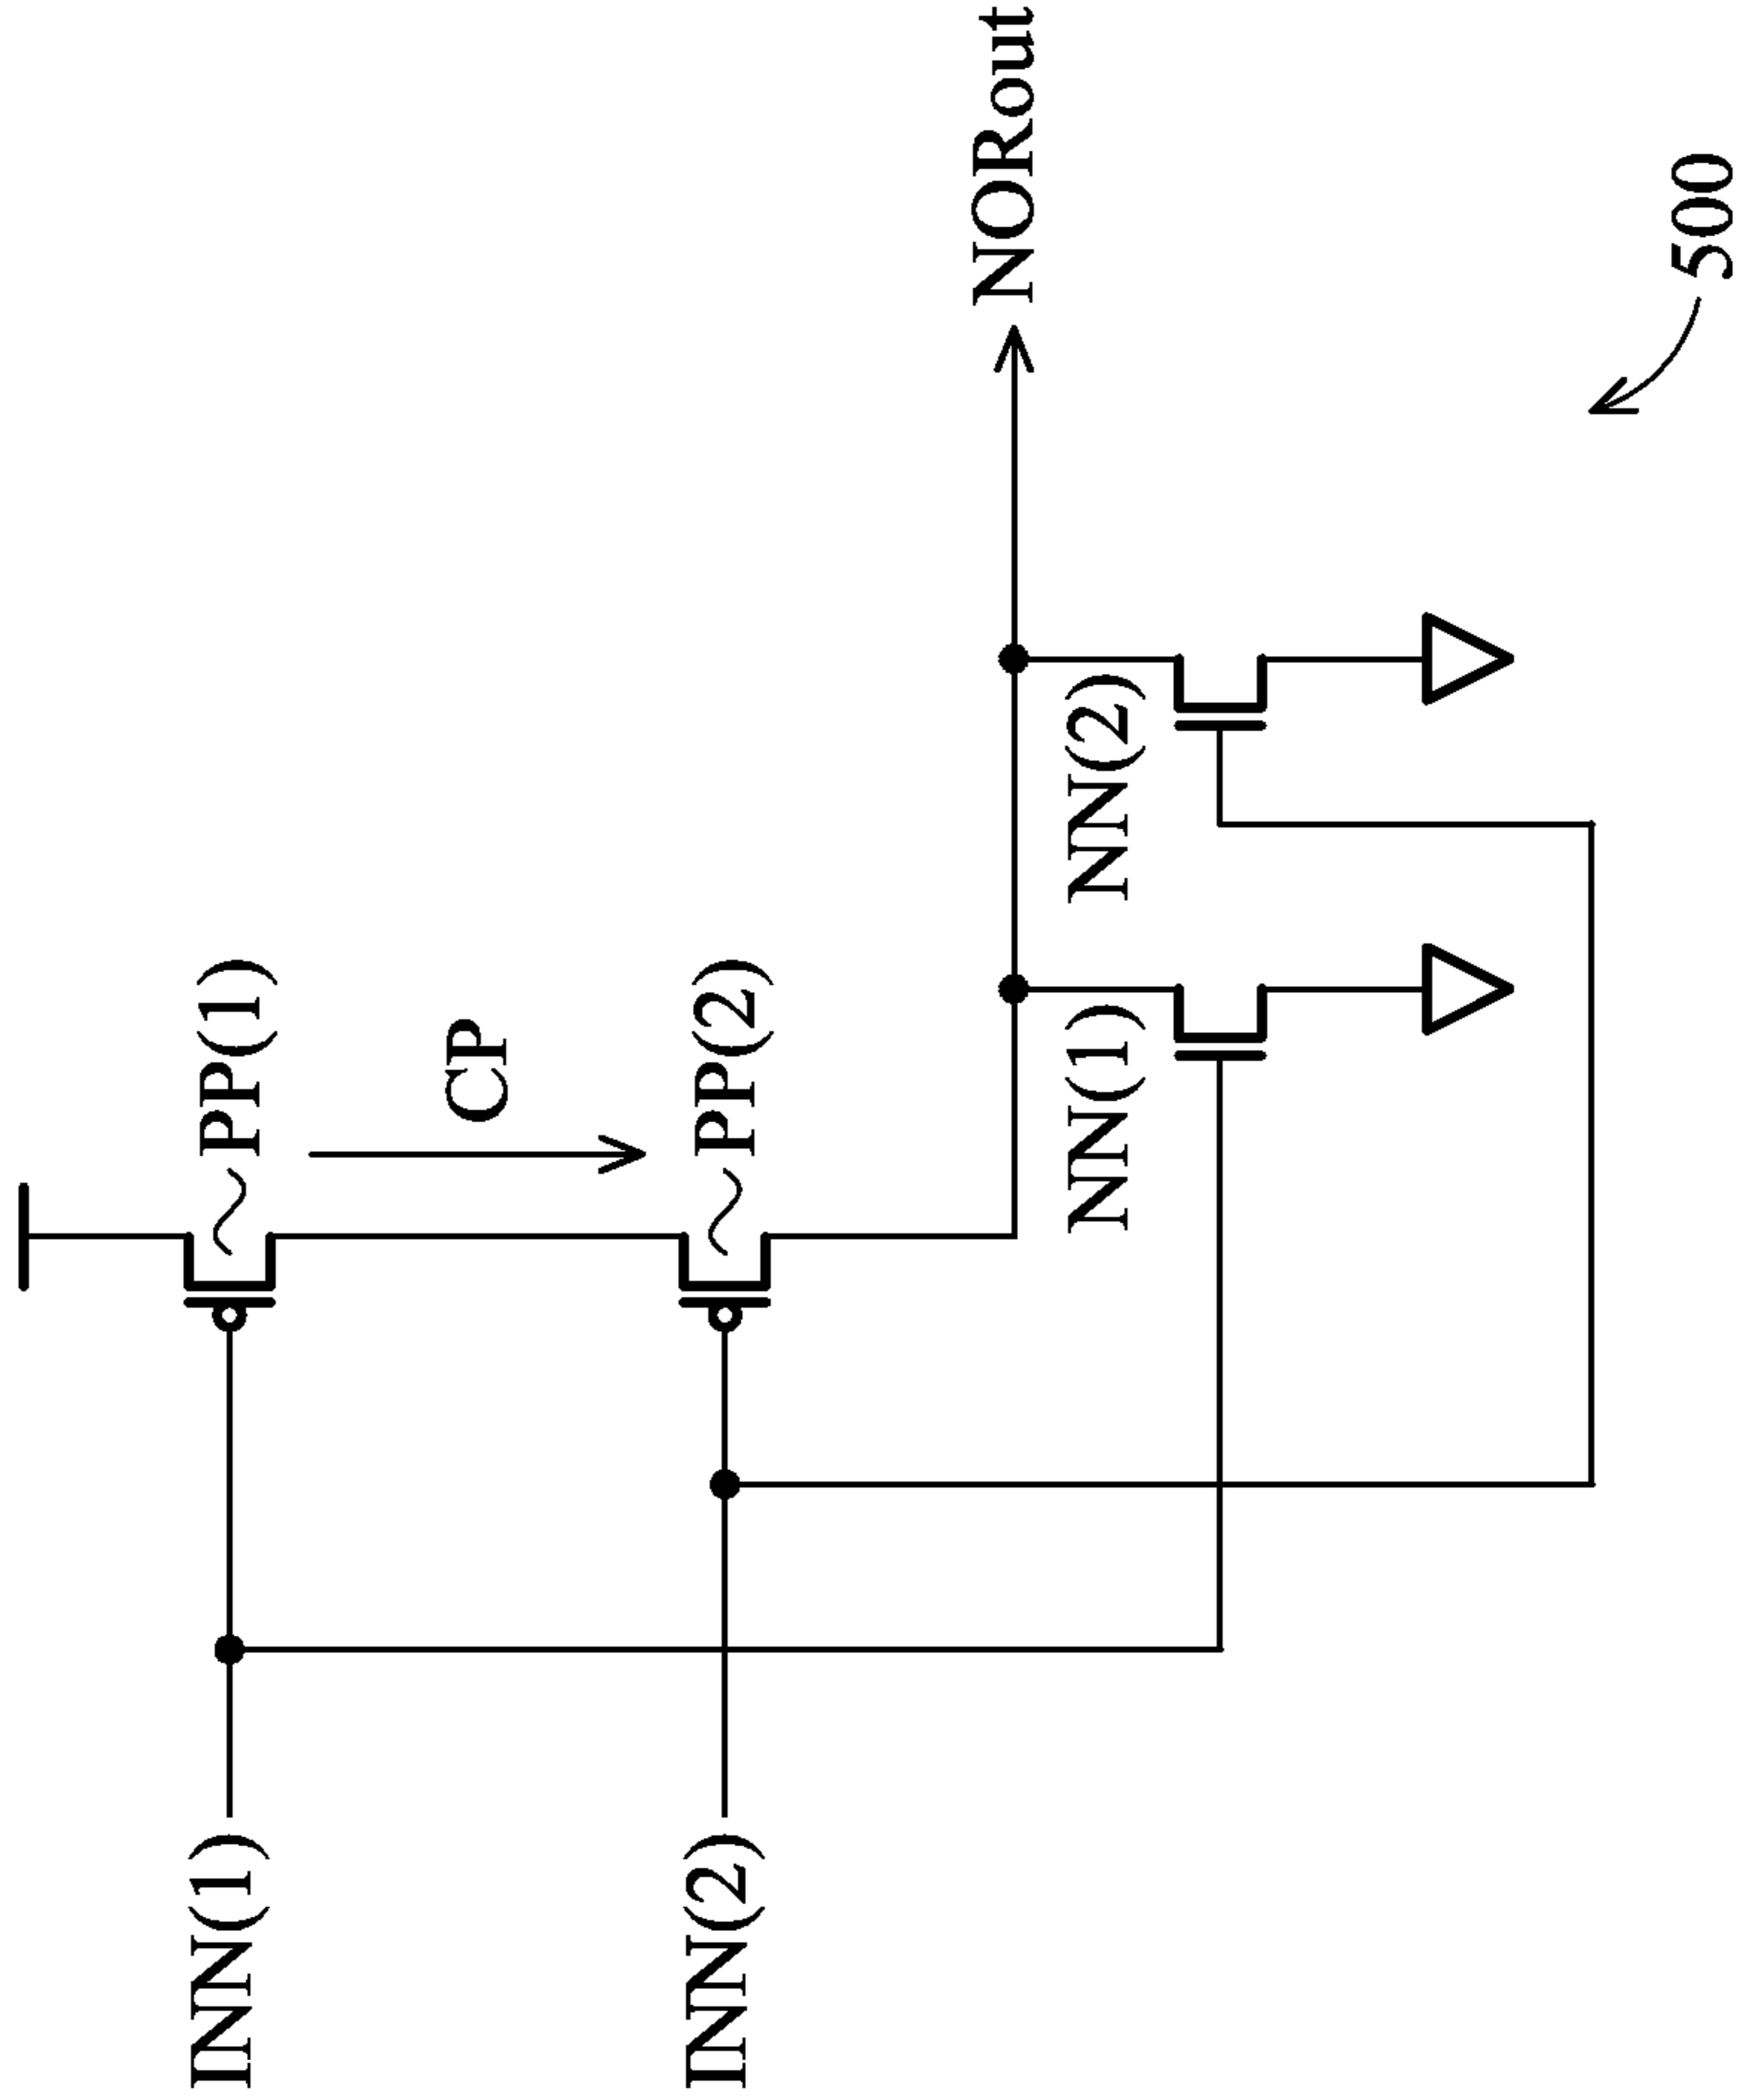 INN(1)
PP(1)
CP
INN(2)
PP(2)
NORout
NN(1)
NN(2)
500